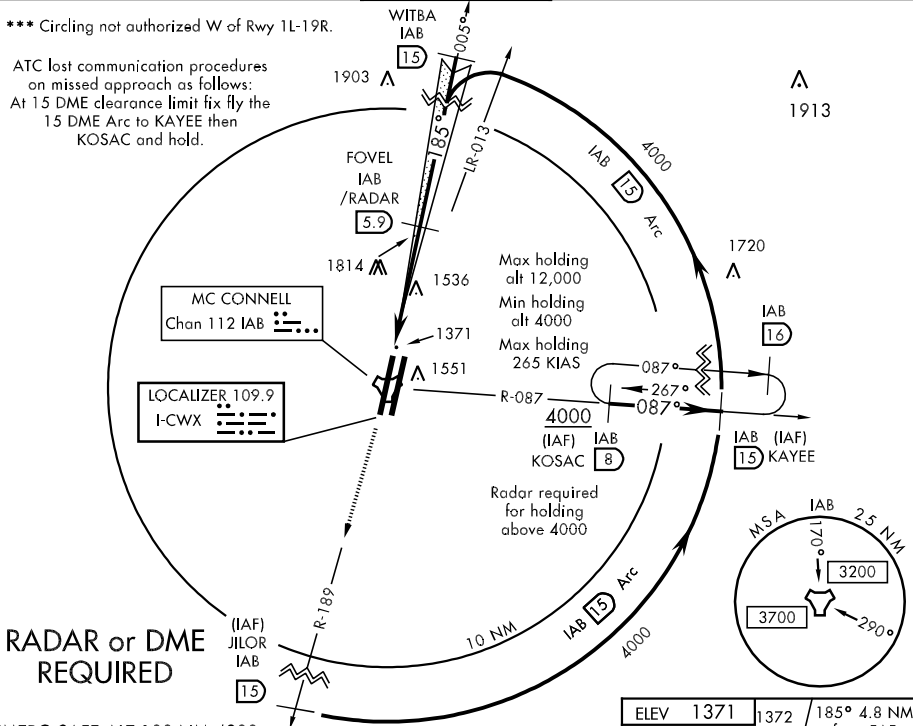 *** Circling not authorized W of Rwy 1L-19R.
ATC lost communication procedures
on missed approach as follows:
At 15 DME clearance limit fix fly the
15 DME Arc to KAYEE then
KOSAC and hold.
WITBA
IAB
15
005°
1903
1913
185°
LR-013
FOVEL
IAB
/RADAR
5.9
4000
IAB 15 Arc
1814
1536
1720
Max holding
alt 12,000
Min holding
alt 4000
Max holding
265 KIAS
MC CONNELL
Chan 112 IAB
1371
1551
LOCALIZER 109.9
I-CWX
IAB
16
087°
267°
087°
R-087
4000
(IAF)
KOSAC
IAB
8
IAB
15
(IAF)
KAYEE
Radar required
for holding
above 4000
MSA IAB 25 NM
170°
3200
3700
290°
R-189
IAB 15 Arc
4000
10 NM
(IAF)
JILOR
IAB
15
RADAR or DME
REQUIRED
ELEV 1371
1372
185° 4.8 NM